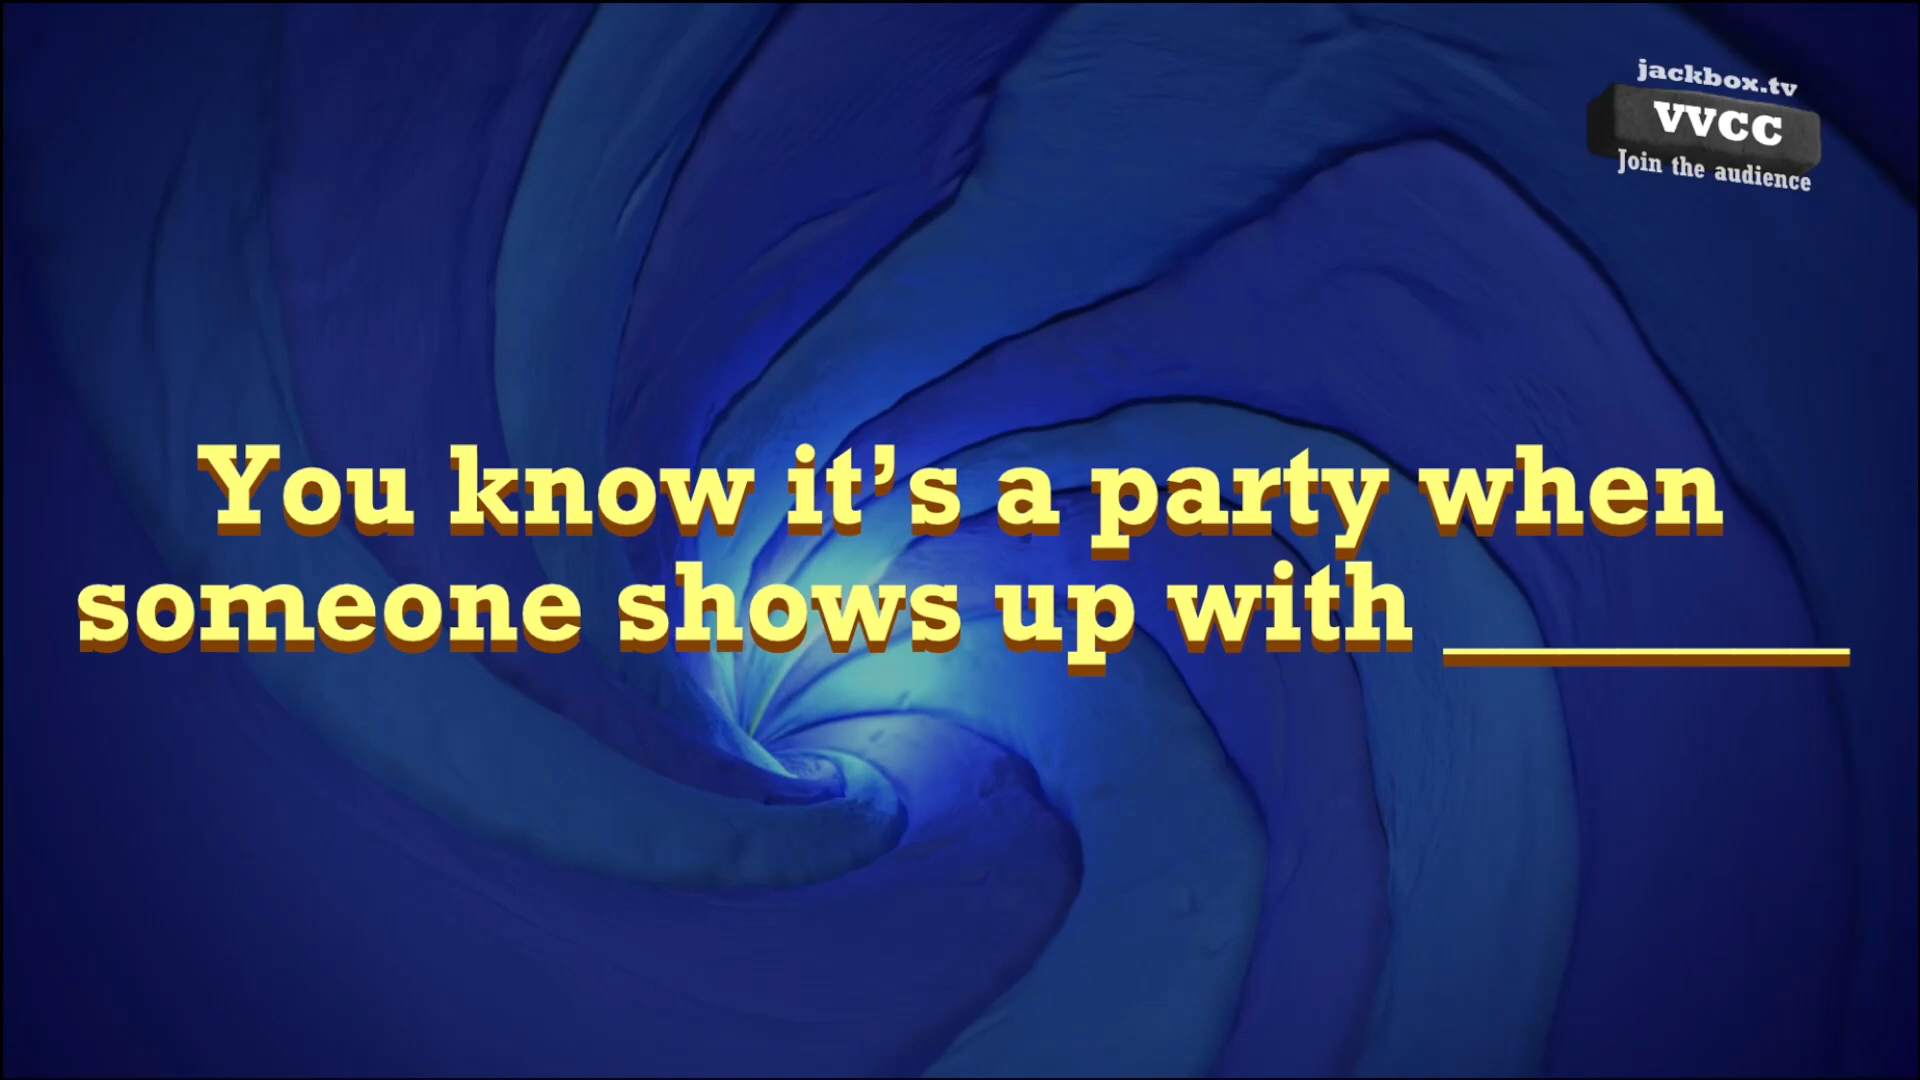 jackbox.tv
VVCC
Join the audience
You know it’s a party when
someone shows up with ________